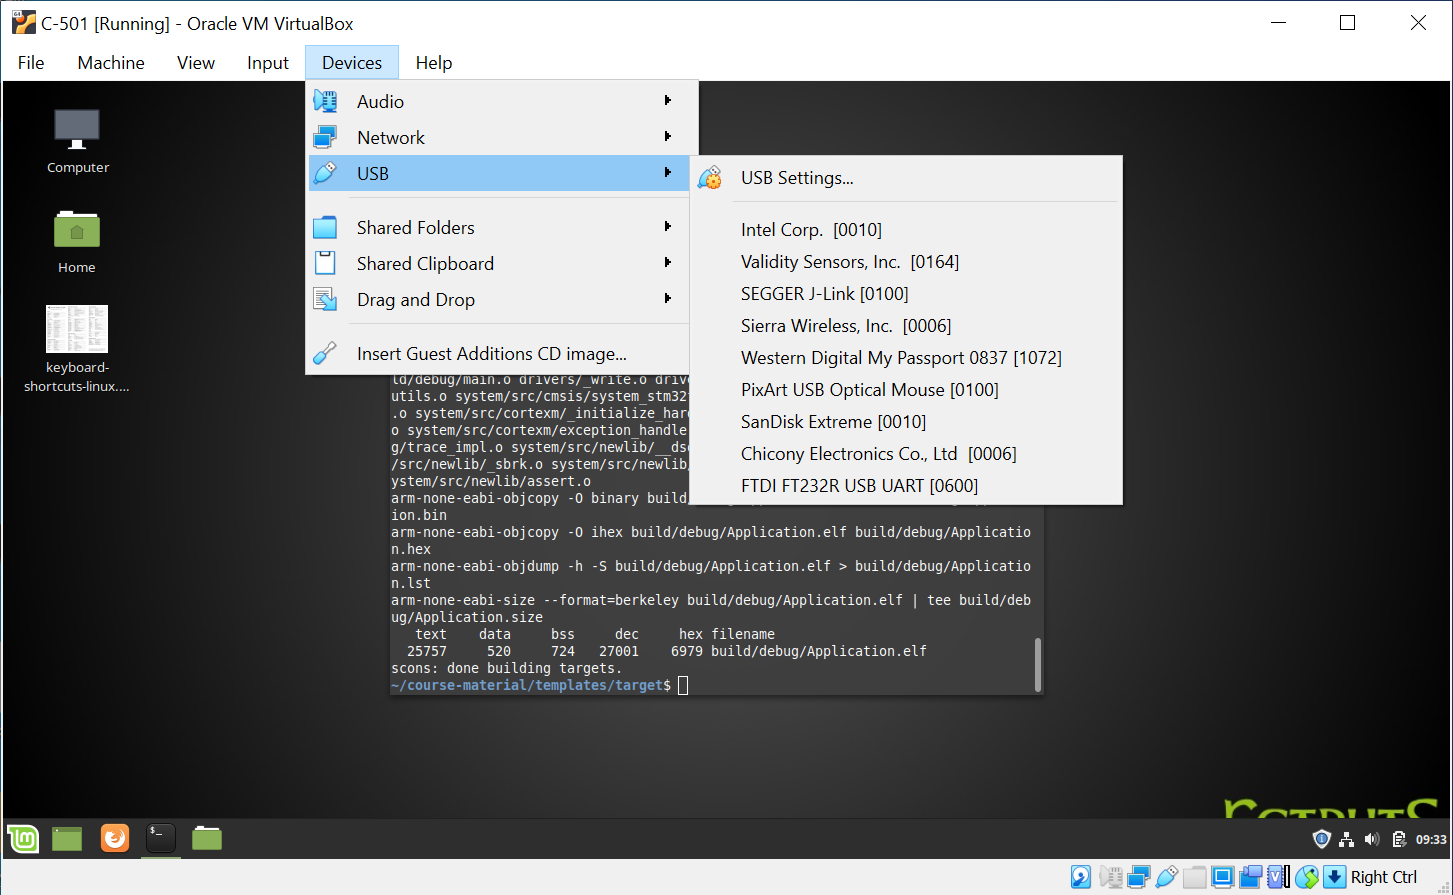 C-501 [Running] - Oracle VM VirtualBox
File Machine View Input Devices Help
Audio
Network
USB
Shared Folders
Shared Clipboard
Drag and Drop
Insert Guest Additions CD image...
USB Settings...
Intel Corp. [0010]
Validity Sensors, Inc. [0164]
SEGGER J-Link [0100]
Sierra Wireless, Inc. [0006]
Western Digital My Passport 0837 [1072]
PixArt USB Optical Mouse [0100]
SanDisk Extreme [0010]
Chicony Electronics Co., Ltd [0006]
FTDI FT232R USB UART [0600]
Computer
Home
keyboard-
shortcuts-linux....
ld/debug/main.o drivers/_write.o
utils.o system/src/cmsis/
.o system/src/cortexm/
o system/src/cortexm/
g/trace_impl.o system/src/newlib/
/src/newlib/_sbrk.o system/src/newlib/
ystem/src/newlib/assert.o
arm-none-eabi-objcopy -O binary
ion.bin
arm-none-eabi-objcopy -O ihex build/debug/Application.elf build/debug/Applicatio
n.hex
arm-none-eabi-objdump -h -S build/debug/Application.elf > build/debug/Applicatio
n.lst
arm-none-eabi-size --format=berkeley build/debug/Application.elf | tee build/deb
ug/Application.size
text data bss dec hex filename
25757 520 724 27001 6979 build/debug/Application.elf
scons: done building targets.
~/course-material/templates/target$
09:33
Right Ctrl